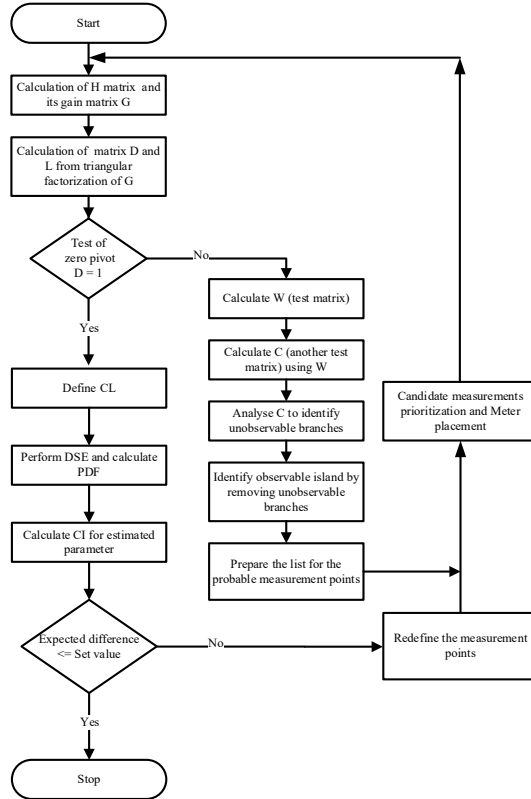 Start
Calculation of H matrix and
its gain matrix G
Calculation of matrix D and
L from triangular
factorization of G
Test of
zero pivot
D = 1
No
Yes
Calculate W (test matrix)
Calculate C (another test
matrix) using W
Analyse C to identify
unobservable branches
Identify observable island by
removing unobservable
branches
Prepare the list for the
probable measurement points
Candidate measurements
prioritization and Meter
placement
Define CL
Perform DSE and calculate
PDF
Calculate CI for estimated
parameter
Expected difference
<= Set value
No
Redefine the measurement
points
Yes
Stop